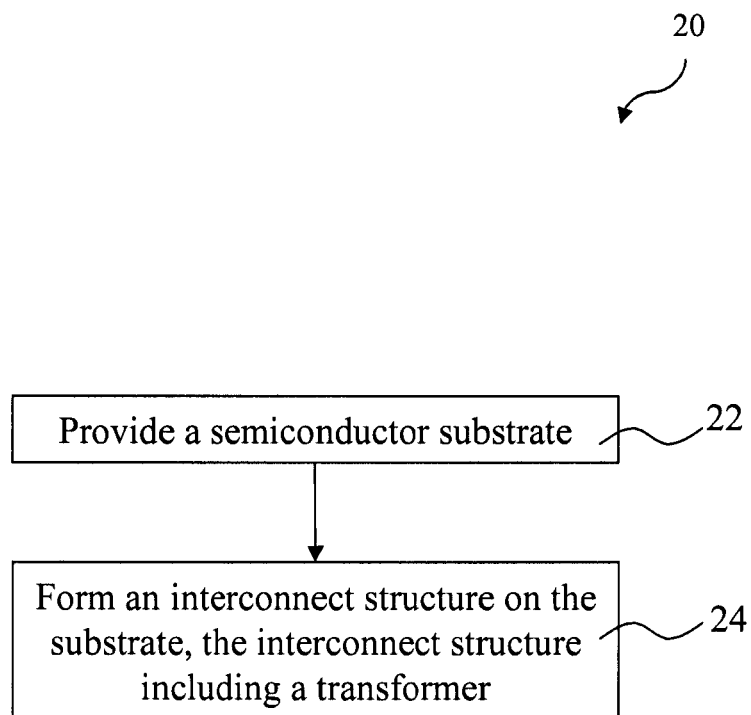 20
Provide a semiconductor substrate
22
Form an interconnect structure on the
substrate, the interconnect structure
including a transformer
24